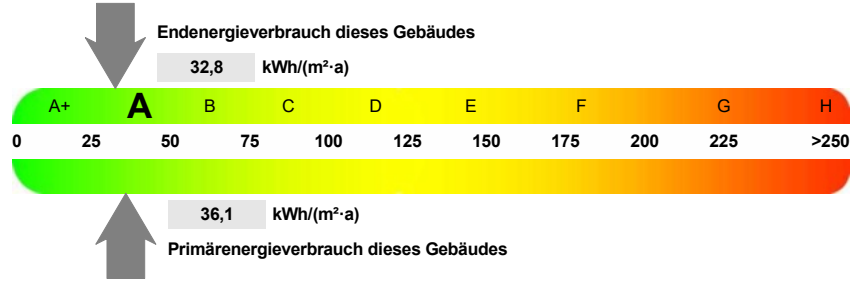 Endenergieverbrauch dieses Gebäudes
32,8 kWh/(m²·a)
A+ A B C D E F G H
0 25 50 75 100 125 150 175 200 225 >250
36,1 kWh/(m²·a)
Primärenergieverbrauch dieses Gebäudes